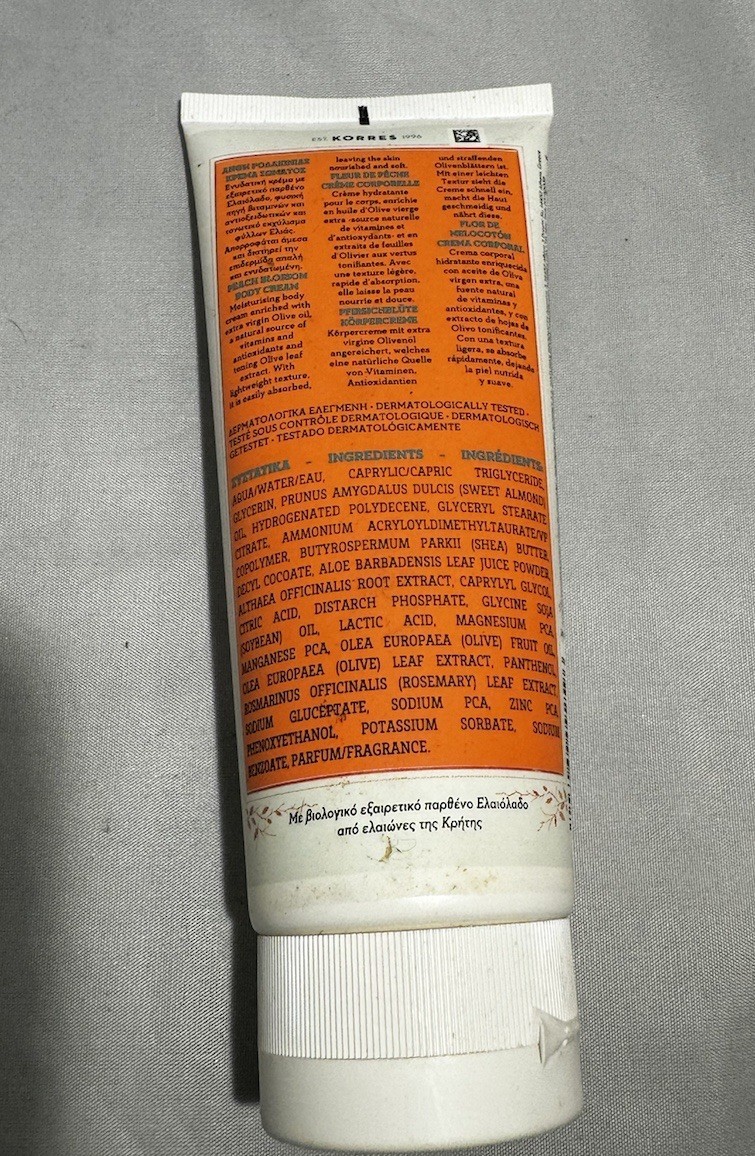 EST. KORRES 1996
ΑΝΘΗ ΡΟΔΑΚΙΝΙΑΣ
ΚΡΕΜΑ ΣΩΜΑΤΟΣ
Ενυδατική κρέμα με
εξαιρετικό παρθένο
Ελαιόλαδο, φυσική
πηγή βιταμινών και
αντιοξειδωτικών και
τονωτικό εκχύλισμα
φύλλων Ελιάς.
Απορροφάται άμεσα
και διατηρεί την
επιδερμίδα απαλή
και ενυδατωμένη.
PEACH BLOSSOM
BODY CREAM
Moisturising body
cream enriched with
extra virgin Olive oil,
a natural source of
vitamins and
antioxidants and
toning Olive leaf
extract. With
lightweight texture,
it is easily absorbed,
leaving the skin
nourished and soft.
FLEUR DE PÊCHE
CRÈME CORPORELLE
Crème hydratante
pour le corps, enrichie
en huile d'Olive vierge
extra -source naturelle
de vitamines et
d'antioxydants- et en
extraits de feuilles
d'Olivier aux vertus
tonifiantes. Avec
une texture légère,
rapide d'absorption,
elle laisse la peau
nourrie et douce.
PFIRSICHBLÜTE
KÖRPERCREME
Körpercreme mit extra
virgine Olivenöl
angereichert, welches
eine natürliche Quelle
von Vitaminen,
Antioxidantien
und straffenden
Olivenblättern ist.
Mit einer leichten
Textur zieht die
Creme schnell ein,
macht die Haut
geschmeidig und
nährt diese.
FLOR DE
MELOCOTÓN
CREMA CORPORAL
Crema corporal
hidratante enriquecida
con aceite de Oliva
virgen extra, una
fuente natural
de vitaminas y
antioxidantes, y con
extracto de hojas de
Olivo tonificantes.
Con una textura
ligera, se absorbe
rápidamente, dejando
la piel nutrida
y suave.
ΔΕΡΜΑΤΟΛΟΓΙΚΑ ΕΛΕΓΜΕΝΗ · DERMATOLOGICALLY TESTED ·
TESTÉ SOUS CONTRÔLE DERMATOLOGIQUE · DERMATOLOGISCH
GETESTET · TESTADO DERMATOLÓGICAMENTE
ΣΥΣΤΑΤΙΚΑ - INGREDIENTS - INGRÉDIENTS:
AQUA/WATER/EAU, CAPRYLIC/CAPRIC TRIGLYCERIDE,
GLYCERIN, PRUNUS AMYGDALUS DULCIS (SWEET ALMOND)
OIL, HYDROGENATED POLYDECENE, GLYCERYL STEARATE
CITRATE, AMMONIUM ACRYLOYLDIMETHYLTAURATE/VP
COPOLYMER, BUTYROSPERMUM PARKII (SHEA) BUTTER,
DECYL COCOATE, ALOE BARBADENSIS LEAF JUICE POWDER,
ALTHAEA OFFICINALIS ROOT EXTRACT, CAPRYLYL GLYCOL,
CITRIC ACID, DISTARCH PHOSPHATE, GLYCINE SOJA
(SOYBEAN) OIL, LACTIC ACID, MAGNESIUM PCA,
MANGANESE PCA, OLEA EUROPAEA (OLIVE) FRUIT OIL,
OLEA EUROPAEA (OLIVE) LEAF EXTRACT, PANTHENOL,
ROSMARINUS OFFICINALIS (ROSEMARY) LEAF EXTRACT,
SODIUM GLUCEPTATE, SODIUM PCA, ZINC PCA,
PHENOXYETHANOL, POTASSIUM SORBATE, SODIUM
BENZOATE, PARFUM/FRAGRANCE.
Με βιολογικό εξαιρετικό παρθένο Ελαιόλαδο
από ελαιώνες της Κρήτης